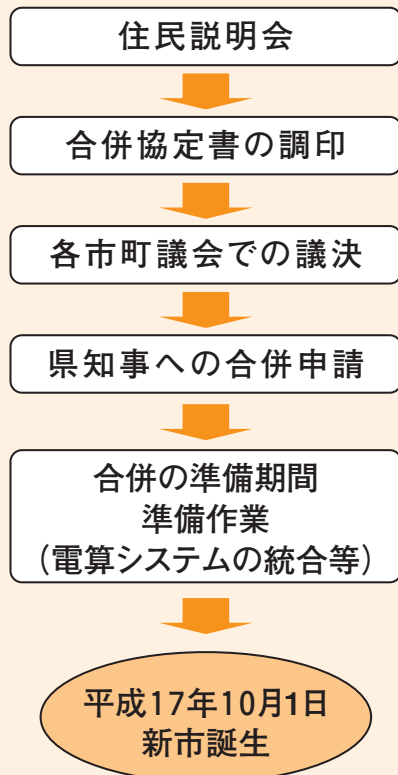 住民説明会
合併協定書の調印
各市町議会での議決
県知事への合併申請
合併の準備期間
準備作業
(電算システムの統合等)
平成17年10月1日
新市誕生